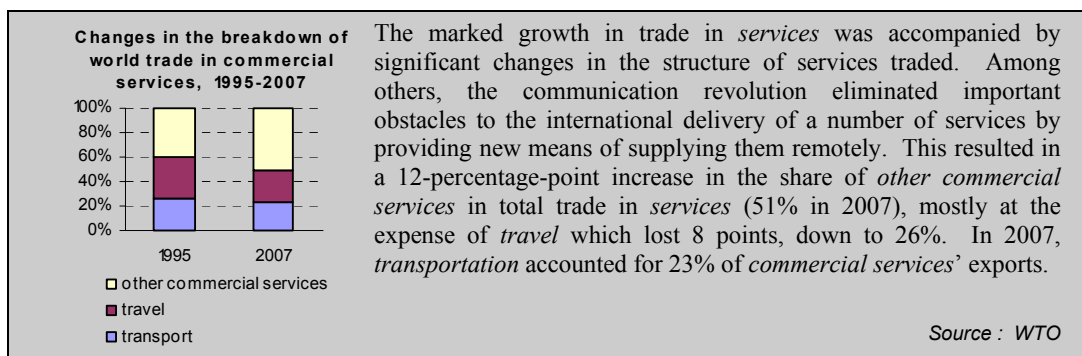 Changes in the breakdown of
world trade in commercial
services, 1995-2007
100%
80%
60%
40%
20%
0%
1995 2007
other commercial services
travel
transport
The marked growth in trade in services was accompanied by
significant changes in the structure of services traded. Among
others, the communication revolution eliminated important
obstacles to the international delivery of a number of services by
providing new means of supplying them remotely. This resulted in
a 12-percentage-point increase in the share of other commercial
services in total trade in services (51% in 2007), mostly at the
expense of travel which lost 8 points, down to 26%. In 2007,
transportation accounted for 23% of commercial services’ exports.
Source : WTO